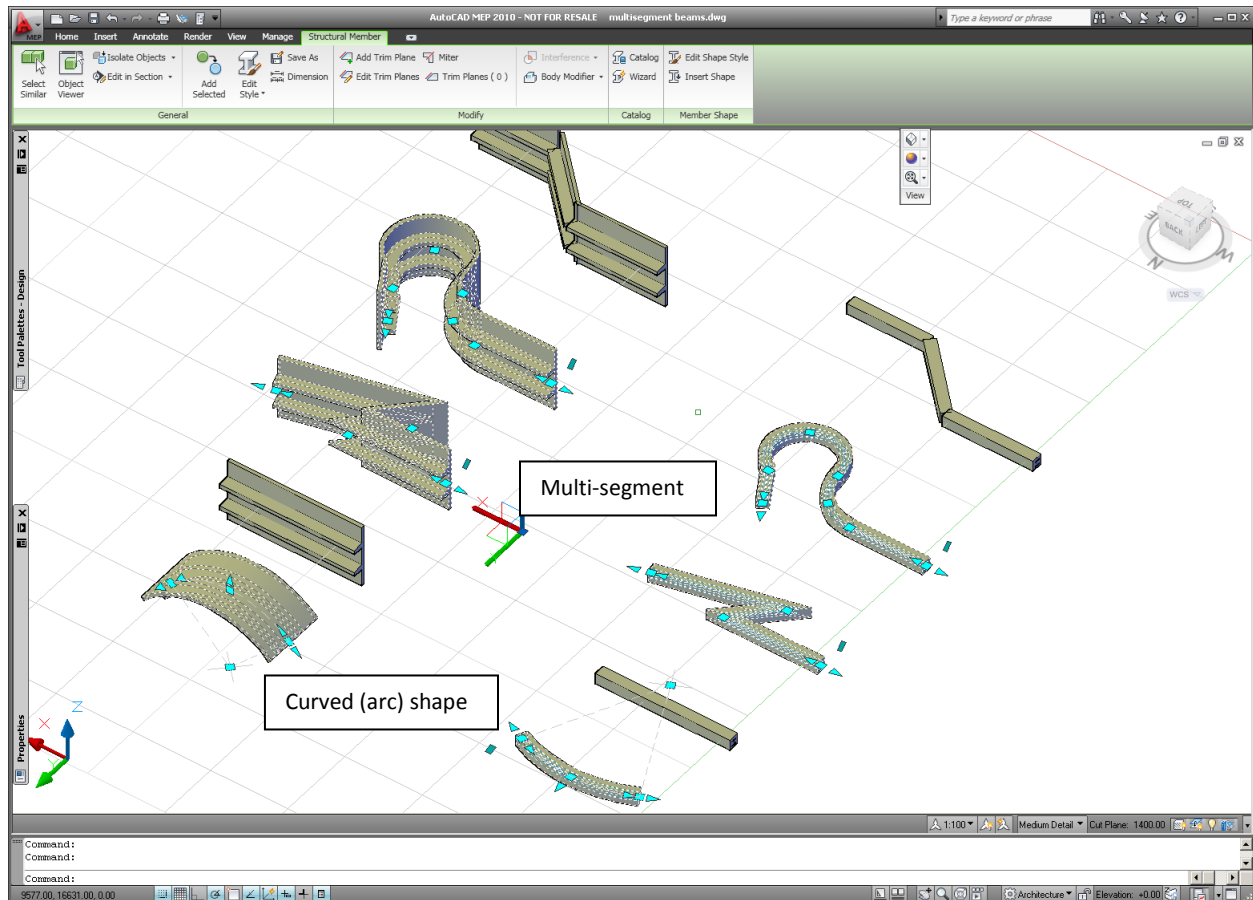 AutoCAD MEP 2010 - NOT FOR RESALE multisegment beams.dwg
Type a keyword or phrase
MEP
Home Insert Annotate Render View Manage Structural Member
Select Similar
Object Viewer
Isolate Objects
Edit in Section
Add Selected
Edit Style
Save As
Dimension
Add Trim Plane
Miter
Edit Trim Planes
Trim Planes ( 0 )
Interference
Body Modifier
Catalog
Wizard
Edit Shape Style
Insert Shape
General Modify Catalog Member Shape
View
TOP
BACK
N
M
WCS
Tool Palettes - Design
Multi-segment
Curved (arc) shape
Properties
X
Z
Y
X
1:100 Medium Detail Cut Plane: 1400.00
Command:
Command:
Command:
9577.00, 16631.00, 0.00 Architecture Elevation: +0.00